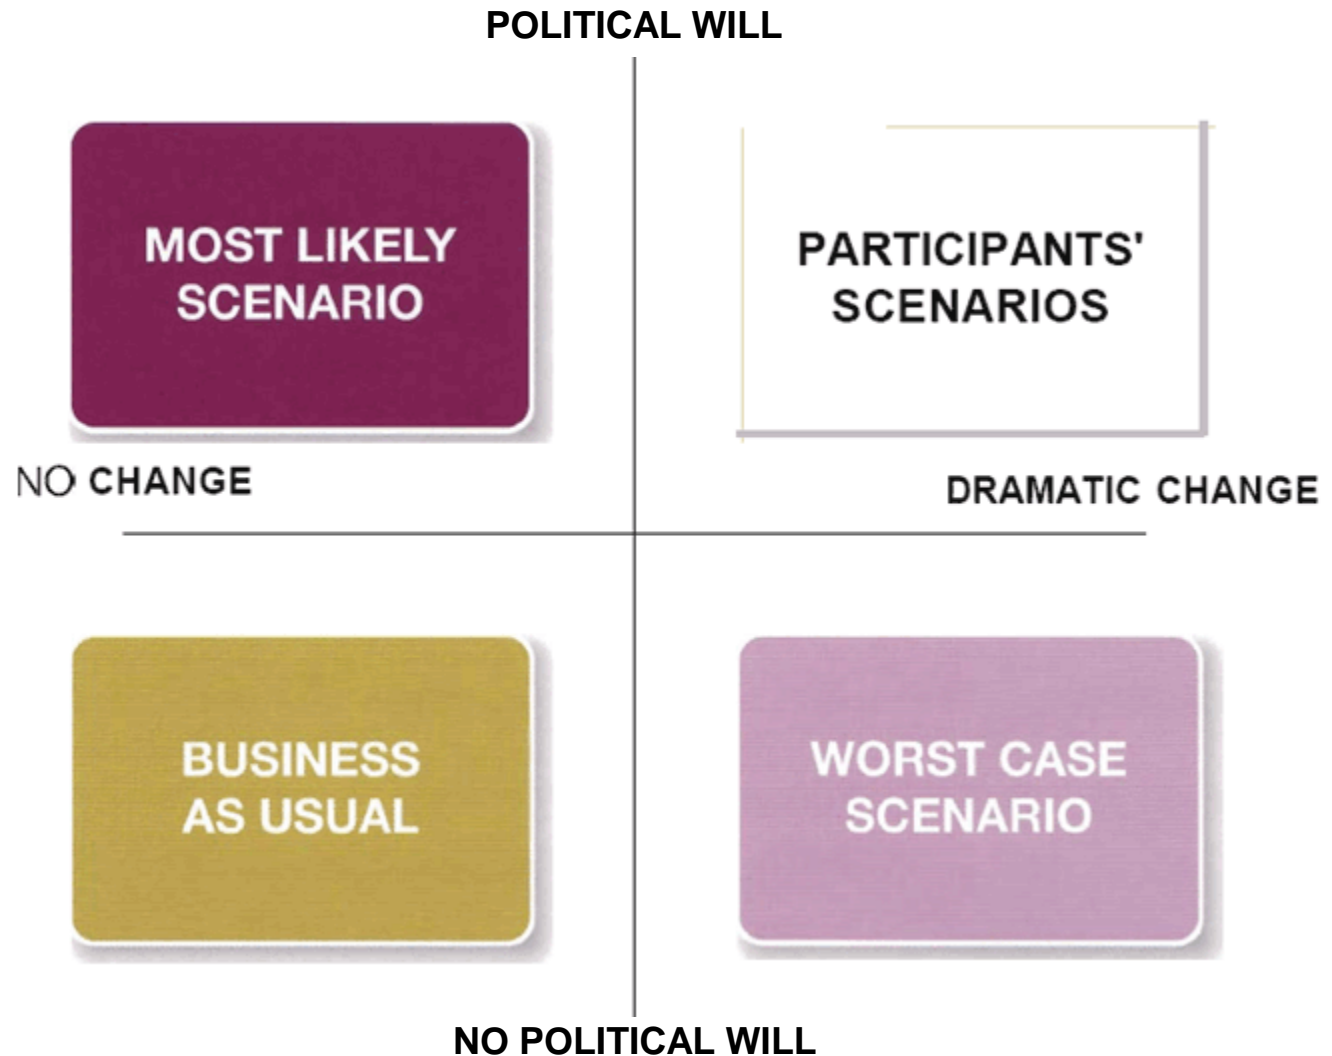 POLITICAL WILL
MOST LIKELY
SCENARIO
PARTICIPANTS'
SCENARIOS
NO CHANGE
DRAMATIC CHANGE
BUSINESS
AS USUAL
WORST CASE
SCENARIO
NO POLITICAL WILL